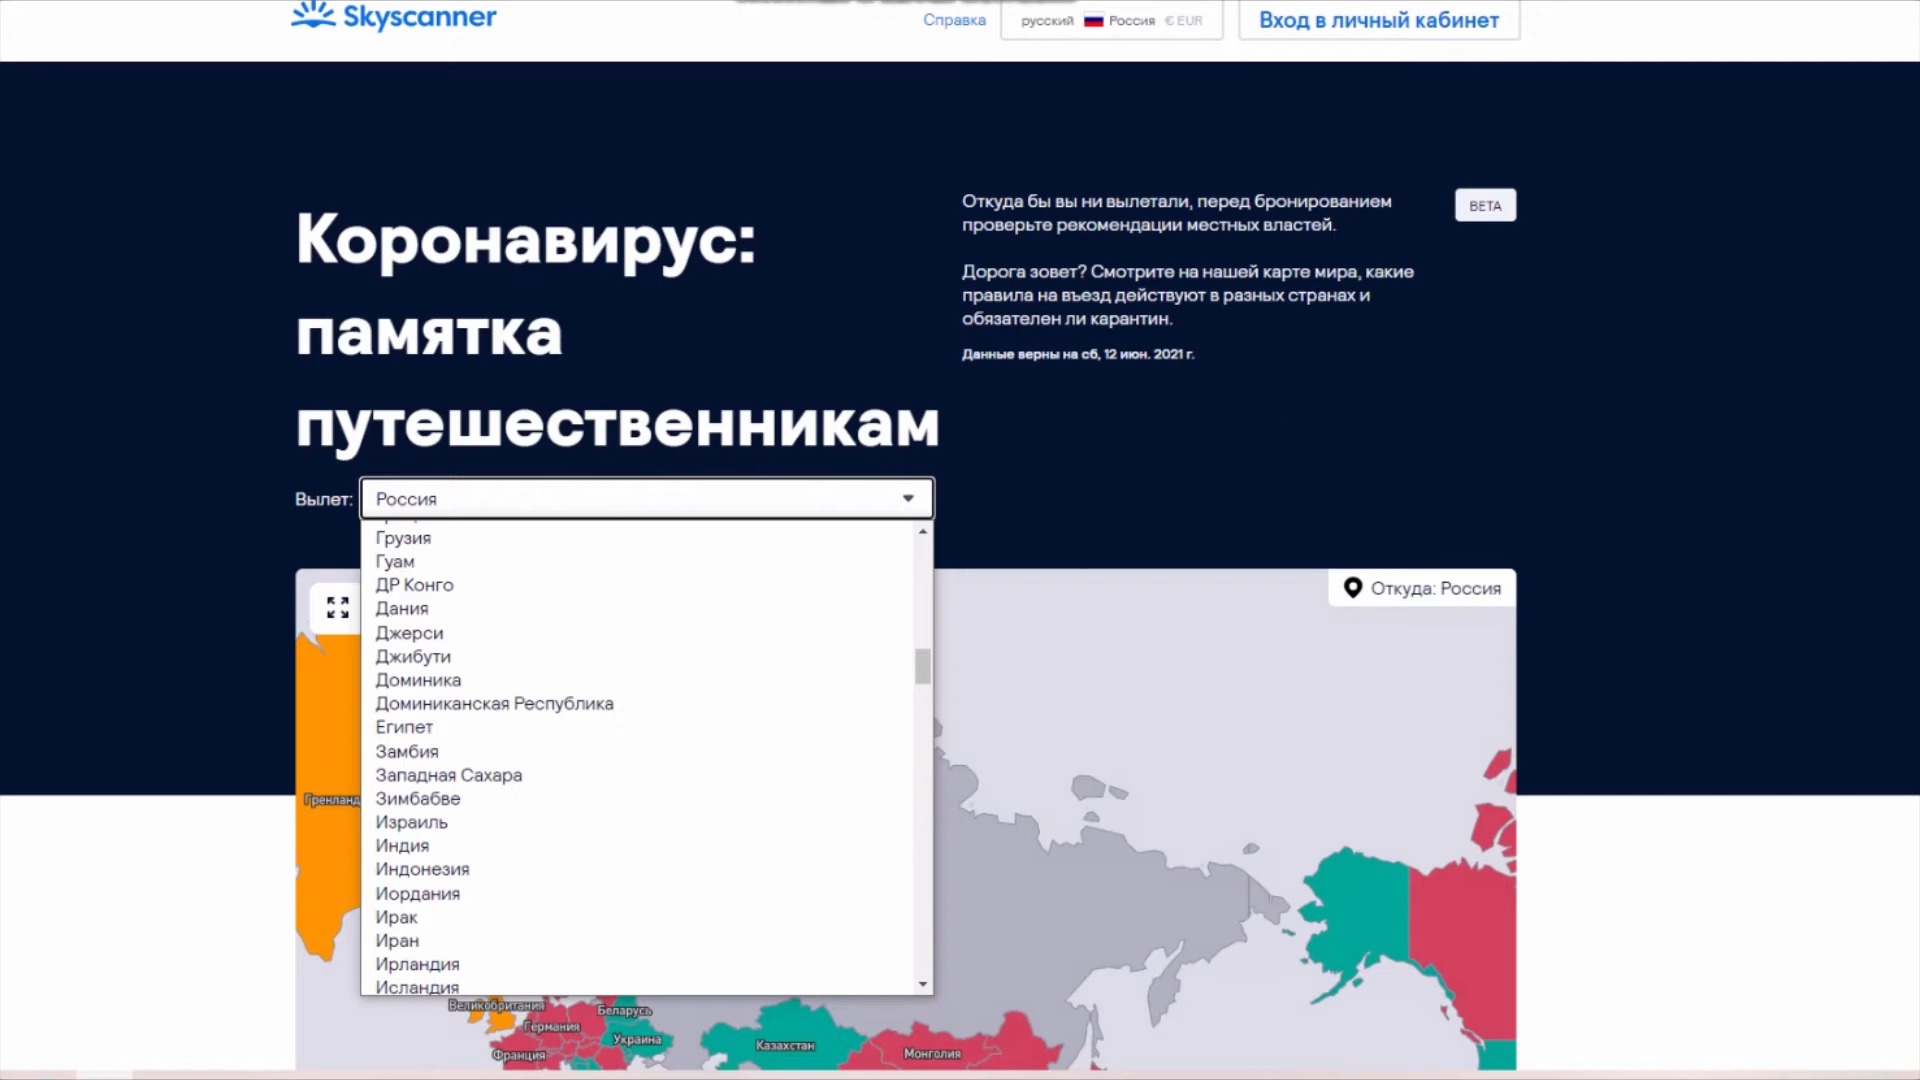 Skyscanner
Справка
русский Россия € EUR
Вход в личный кабинет
Коронавирус:
памятка
путешественникам
Откуда бы вы ни вылетали, перед бронированием
проверьте рекомендации местных властей.
BETA
Дорога зовет? Смотрите на нашей карте мира, какие
правила на въезд действуют в разных странах и
обязателен ли карантин.
Данные верны на сб, 12 июн. 2021 г.
Вылет: Россия
Грузия
Гуам
ДР Конго
Дания
Джерси
Джибути
Доминика
Доминиканская Республика
Египет
Замбия
Западная Сахара
Зимбабве
Израиль
Индия
Индонезия
Иордания
Ирак
Иран
Ирландия
Исландия
Откуда: Россия
Гренланд
Великобритания
Беларусь
Германия
Украина
Франция
Казахстан
Монголия